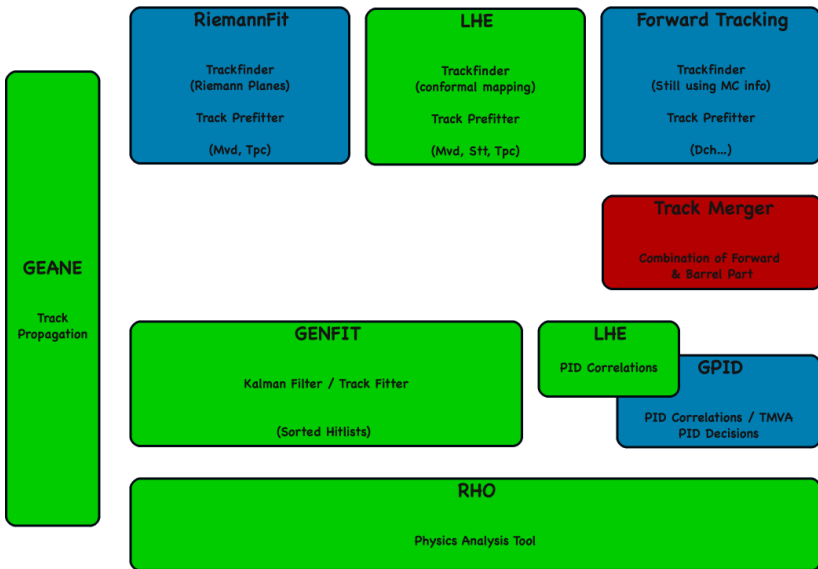 RiemannFit
Trackfinder
(Riemann Planes)
Track Prefitter
(Mvd, Tpc)
LHE
Trackfinder
(conformal mapping)
Track Prefitter
(Mvd, Stt, Tpc)
Forward Tracking
Trackfinder
(Still using MC info)
Track Prefitter
(Dch...)
Track Merger
Combination of Forward
& Barrel Part
GEANE
Track
Propagation
GENFIT
Kalman Filter / Track Fitter
(Sorted Hitlists)
LHE
PID Correlations
GPID
PID Correlations / TMVA
PID Decisions
RHO
Physics Analysis Tool